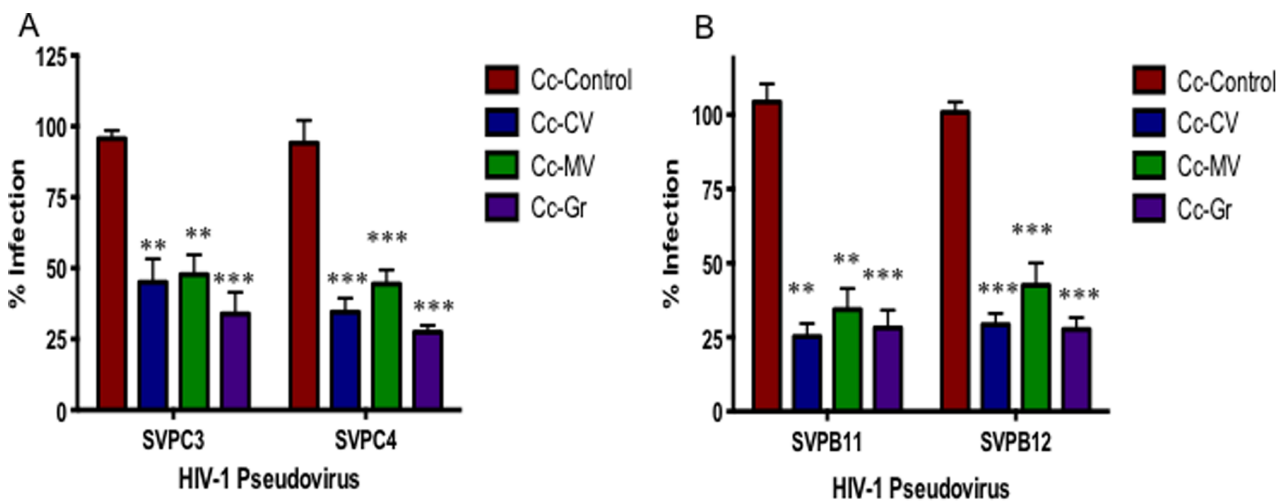 A
125
100
75
50
25
0
% Infection
** ** ***
*** *** ***
SVPC3 SVPC4
HIV-1 Pseudovirus
Cc-Control
Cc-CV
Cc-MV
Cc-Gr
B
100
75
50
25
0
% Infection
** ** ***
*** *** ***
SVPB11 SVPB12
HIV-1 Pseudovirus
Cc-Control
Cc-CV
Cc-MV
Cc-Gr